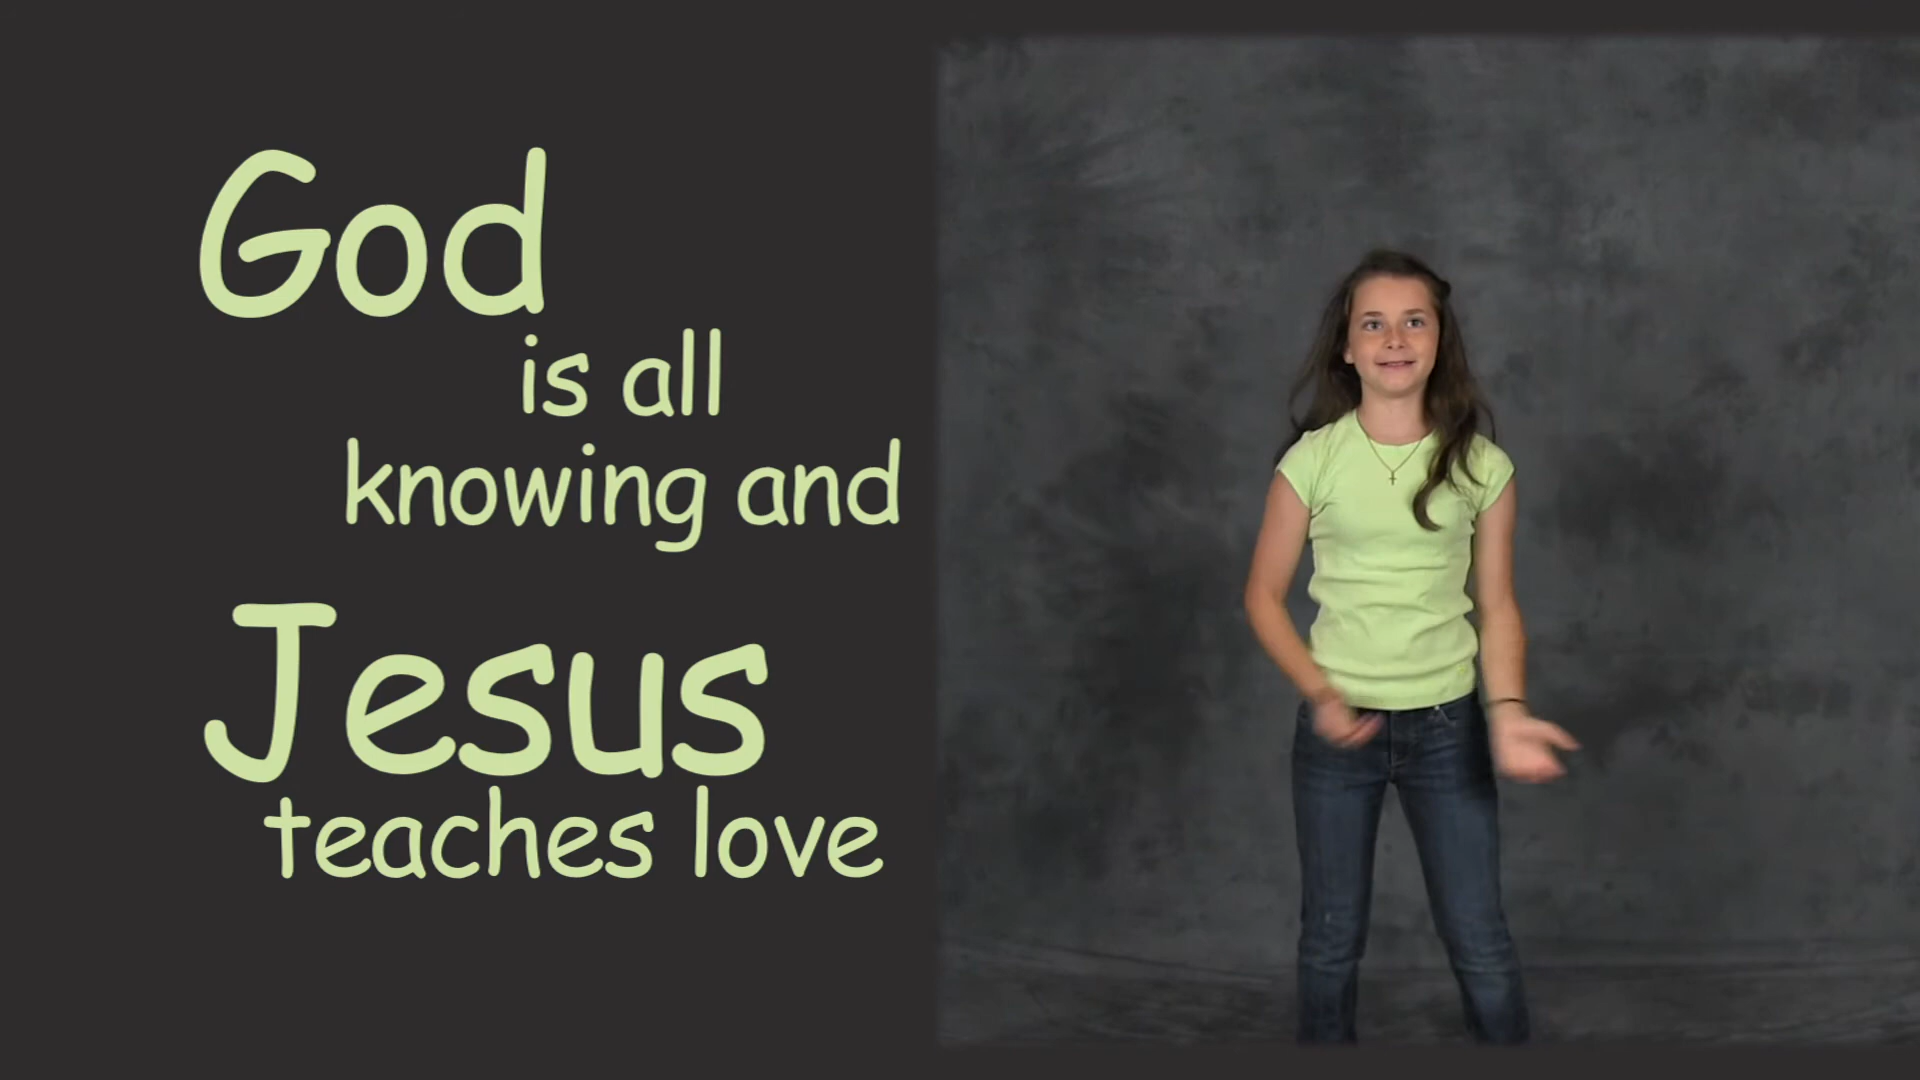 God
is all
knowing and
Jesus
teaches love